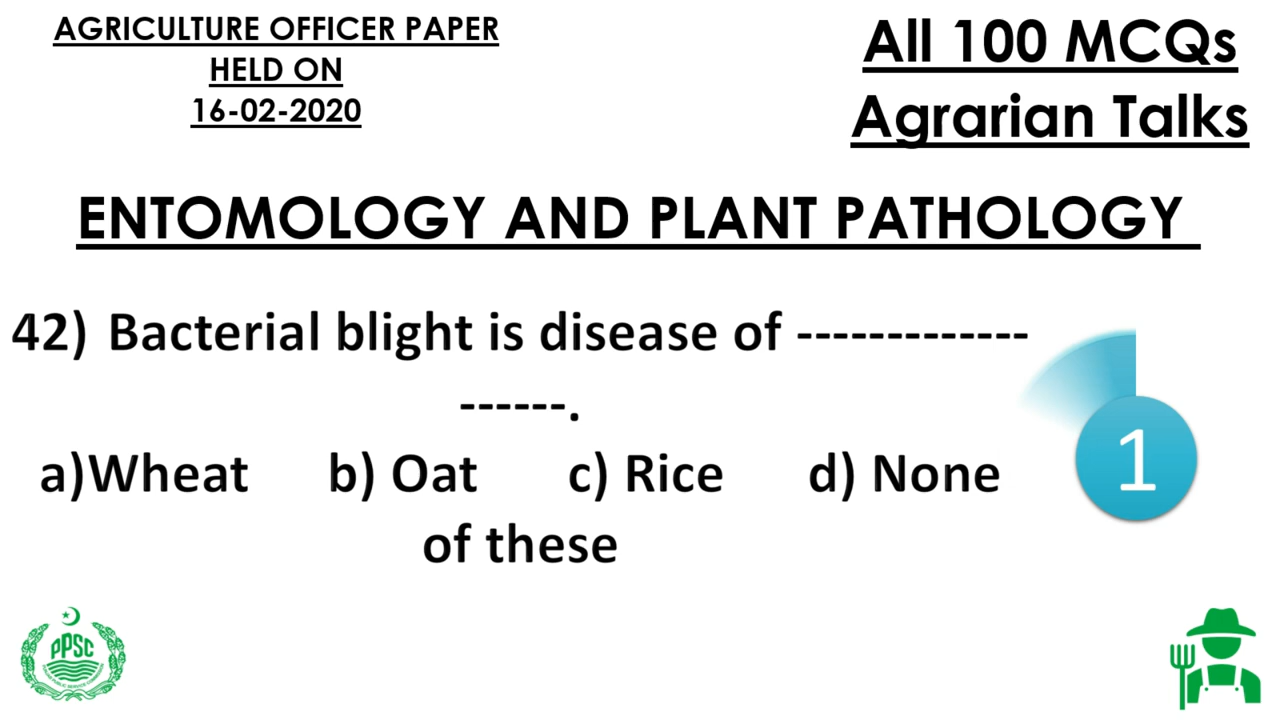 AGRICULTURE OFFICER PAPER
HELD ON
16-02-2020
All 100 MCQs
Agrarian Talks
ENTOMOLOGY AND PLANT PATHOLOGY
42) Bacterial blight is disease of -------------
------.
a)Wheat b) Oat c) Rice d) None
of these
1
PPSC